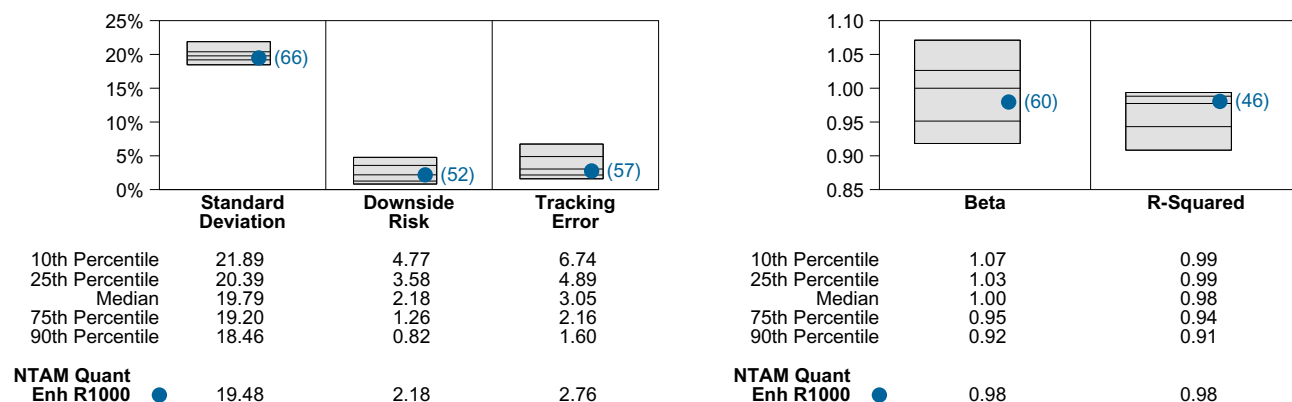 25%
20%
15%
10%
5%
0%
(66)
(52)
(57)
Standard Deviation
Downside Risk
Tracking Error
10th Percentile 21.89 4.77 6.74
25th Percentile 20.39 3.58 4.89
Median 19.79 2.18 3.05
75th Percentile 19.20 1.26 2.16
90th Percentile 18.46 0.82 1.60
NTAM Quant
Enh R1000 19.48 2.18 2.76
1.10
1.05
1.00
0.95
0.90
0.85
(60)
(46)
Beta R-Squared
10th Percentile 1.07 0.99
25th Percentile 1.03 0.99
Median 1.00 0.98
75th Percentile 0.95 0.94
90th Percentile 0.92 0.91
NTAM Quant
Enh R1000 0.98 0.98